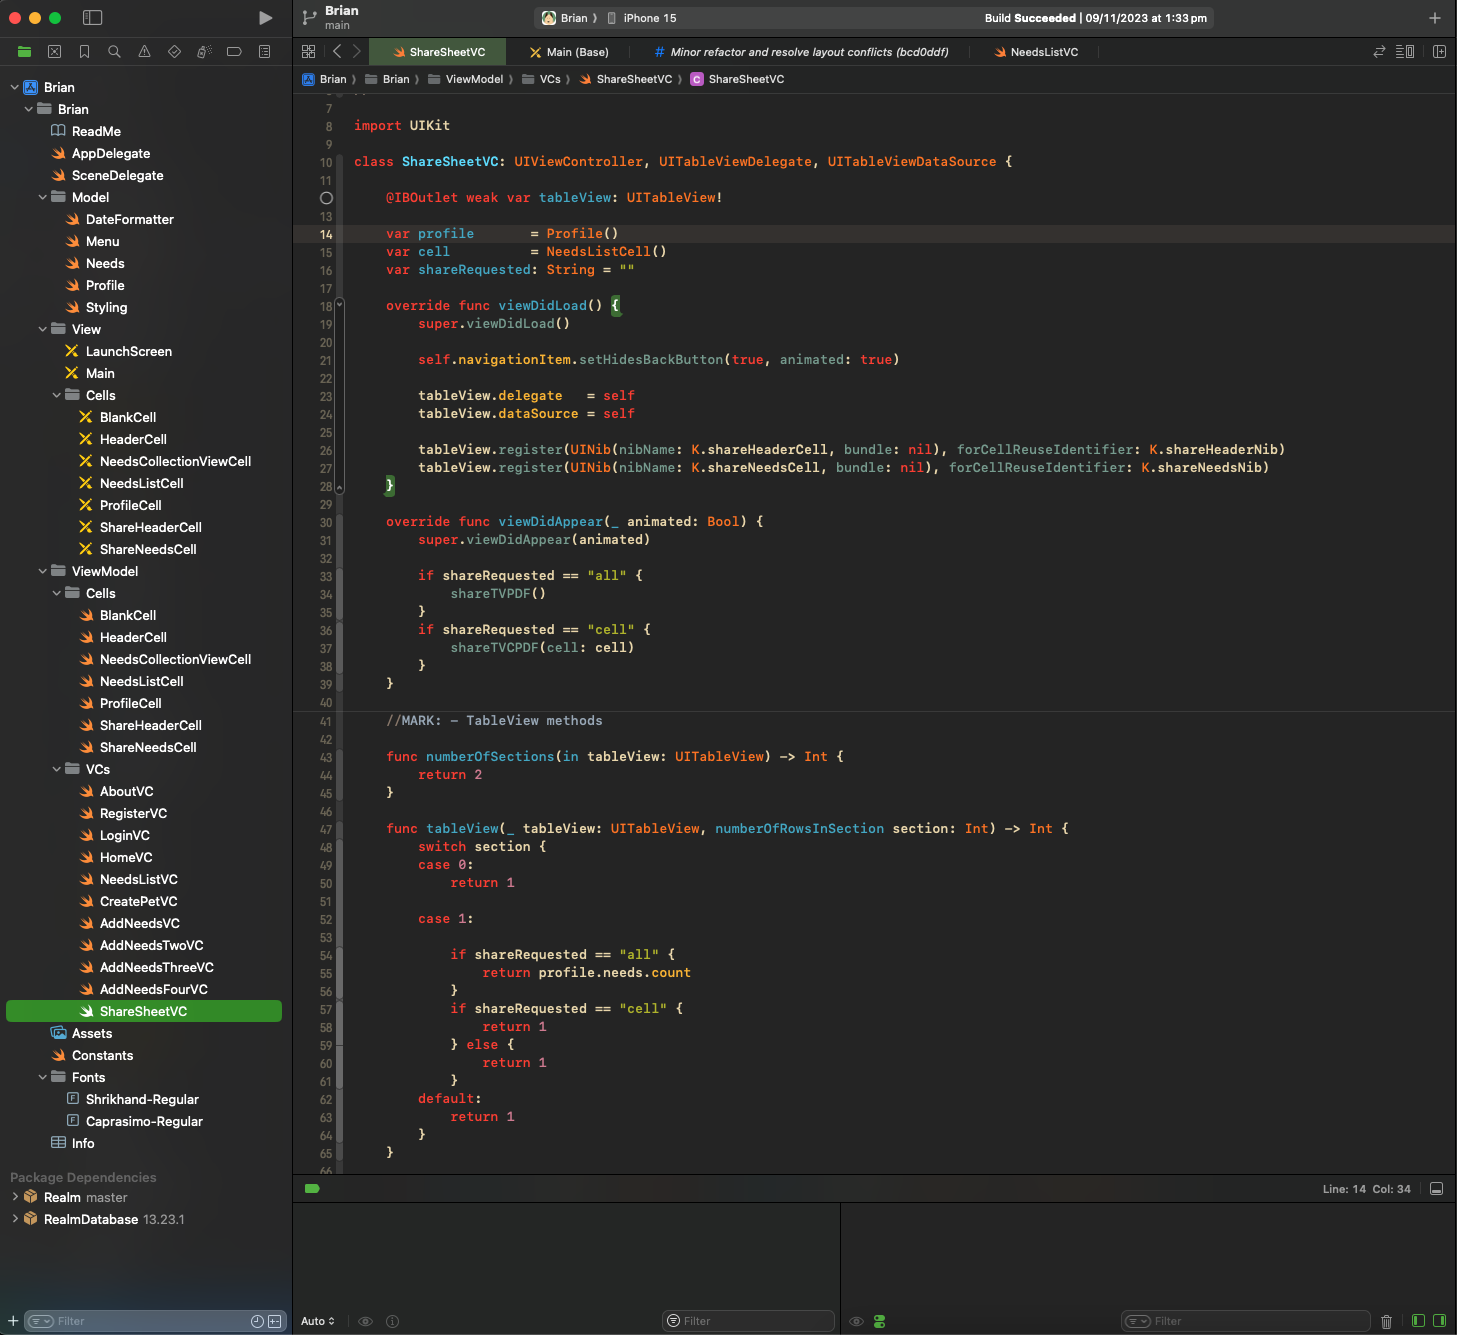 Brian
main
Brian ⟩ iPhone 15
Build Succeeded | 09/11/2023 at 1:33 pm
ShareSheetVC
Main (Base)
# Minor refactor and resolve layout conflicts (bcd0ddf)
NeedsListVC
Brian ⟩ Brian ⟩ ViewModel ⟩ VCs ⟩ ShareSheetVC ⟩ C ShareSheetVC
Brian
Brian
ReadMe
AppDelegate
SceneDelegate
Model
DateFormatter
Menu
Needs
Profile
Styling
View
LaunchScreen
Main
Cells
BlankCell
HeaderCell
NeedsCollectionViewCell
NeedsListCell
ProfileCell
ShareHeaderCell
ShareNeedsCell
ViewModel
Cells
BlankCell
HeaderCell
NeedsCollectionViewCell
NeedsListCell
ProfileCell
ShareHeaderCell
ShareNeedsCell
VCs
AboutVC
RegisterVC
LoginVC
HomeVC
NeedsListVC
CreatePetVC
AddNeedsVC
AddNeedsTwoVC
AddNeedsThreeVC
AddNeedsFourVC
ShareSheetVC
Assets
Constants
Fonts
F Shrikhand-Regular
F Caprasimo-Regular
Info
Package Dependencies
Realm master
RealmDatabase 13.23.1
Filter
7
8 import UIKit
9
10 class ShareSheetVC: UIViewController, UITableViewDelegate, UITableViewDataSource {
11
@IBOutlet weak var tableView: UITableView!
13
14 var profile = Profile()
15 var cell = NeedsListCell()
16 var shareRequested: String = ""
17
18 override func viewDidLoad() {
19 super.viewDidLoad()
20
21 self.navigationItem.setHidesBackButton(true, animated: true)
22
23 tableView.delegate = self
24 tableView.dataSource = self
25
26 tableView.register(UINib(nibName: K.shareHeaderCell, bundle: nil), forCellReuseIdentifier: K.shareHeaderNib)
27 tableView.register(UINib(nibName: K.shareNeedsCell, bundle: nil), forCellReuseIdentifier: K.shareNeedsNib)
28 }
29
30 override func viewDidAppear(_ animated: Bool) {
31 super.viewDidAppear(animated)
32
33 if shareRequested == "all" {
34 shareTVPDF()
35 }
36 if shareRequested == "cell" {
37 shareTVCPDF(cell: cell)
38 }
39 }
40
41 //MARK: - TableView methods
42
43 func numberOfSections(in tableView: UITableView) -> Int {
44 return 2
45 }
46
47 func tableView(_ tableView: UITableView, numberOfRowsInSection section: Int) -> Int {
48 switch section {
49 case 0:
50 return 1
51
52 case 1:
53
54 if shareRequested == "all" {
55 return profile.needs.count
56 }
57 if shareRequested == "cell" {
58 return 1
59 } else {
60 return 1
61 }
62 default:
63 return 1
64 }
65 }
66
Line: 14 Col: 34
Auto
Filter
Filter